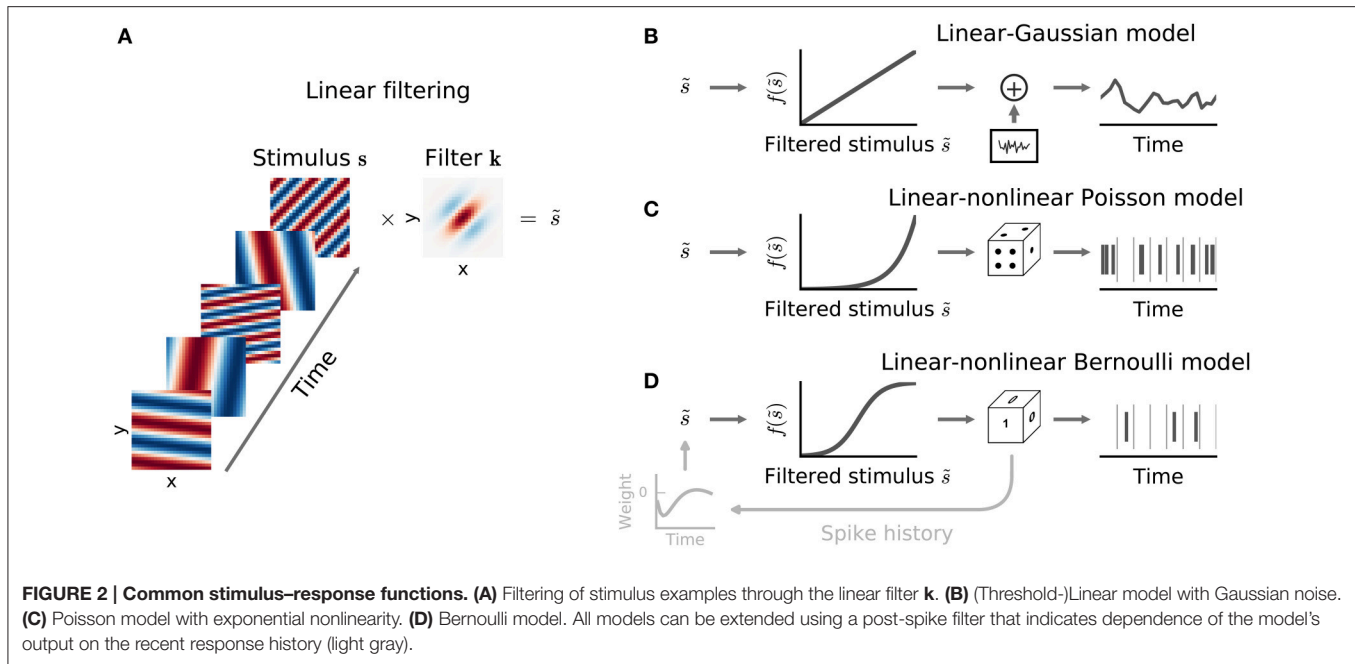 A
Linear filtering
Stimulus s
Filter k
× y = s̃
x
Time
y
x
B
Linear-Gaussian model
s̃
f(s̃)
+
Filtered stimulus s̃
Time
C
Linear-nonlinear Poisson model
s̃
f(s̃)
Filtered stimulus s̃
Time
D
Linear-nonlinear Bernoulli model
s̃
f(s̃)
0
1 0
Filtered stimulus s̃
Time
Weight
0
Time
Spike history
FIGURE 2 | Common stimulus–response functions. (A) Filtering of stimulus examples through the linear filter k. (B) (Threshold-)Linear model with Gaussian noise.
(C) Poisson model with exponential nonlinearity. (D) Bernoulli model. All models can be extended using a post-spike filter that indicates dependence of the model’s
output on the recent response history (light gray).